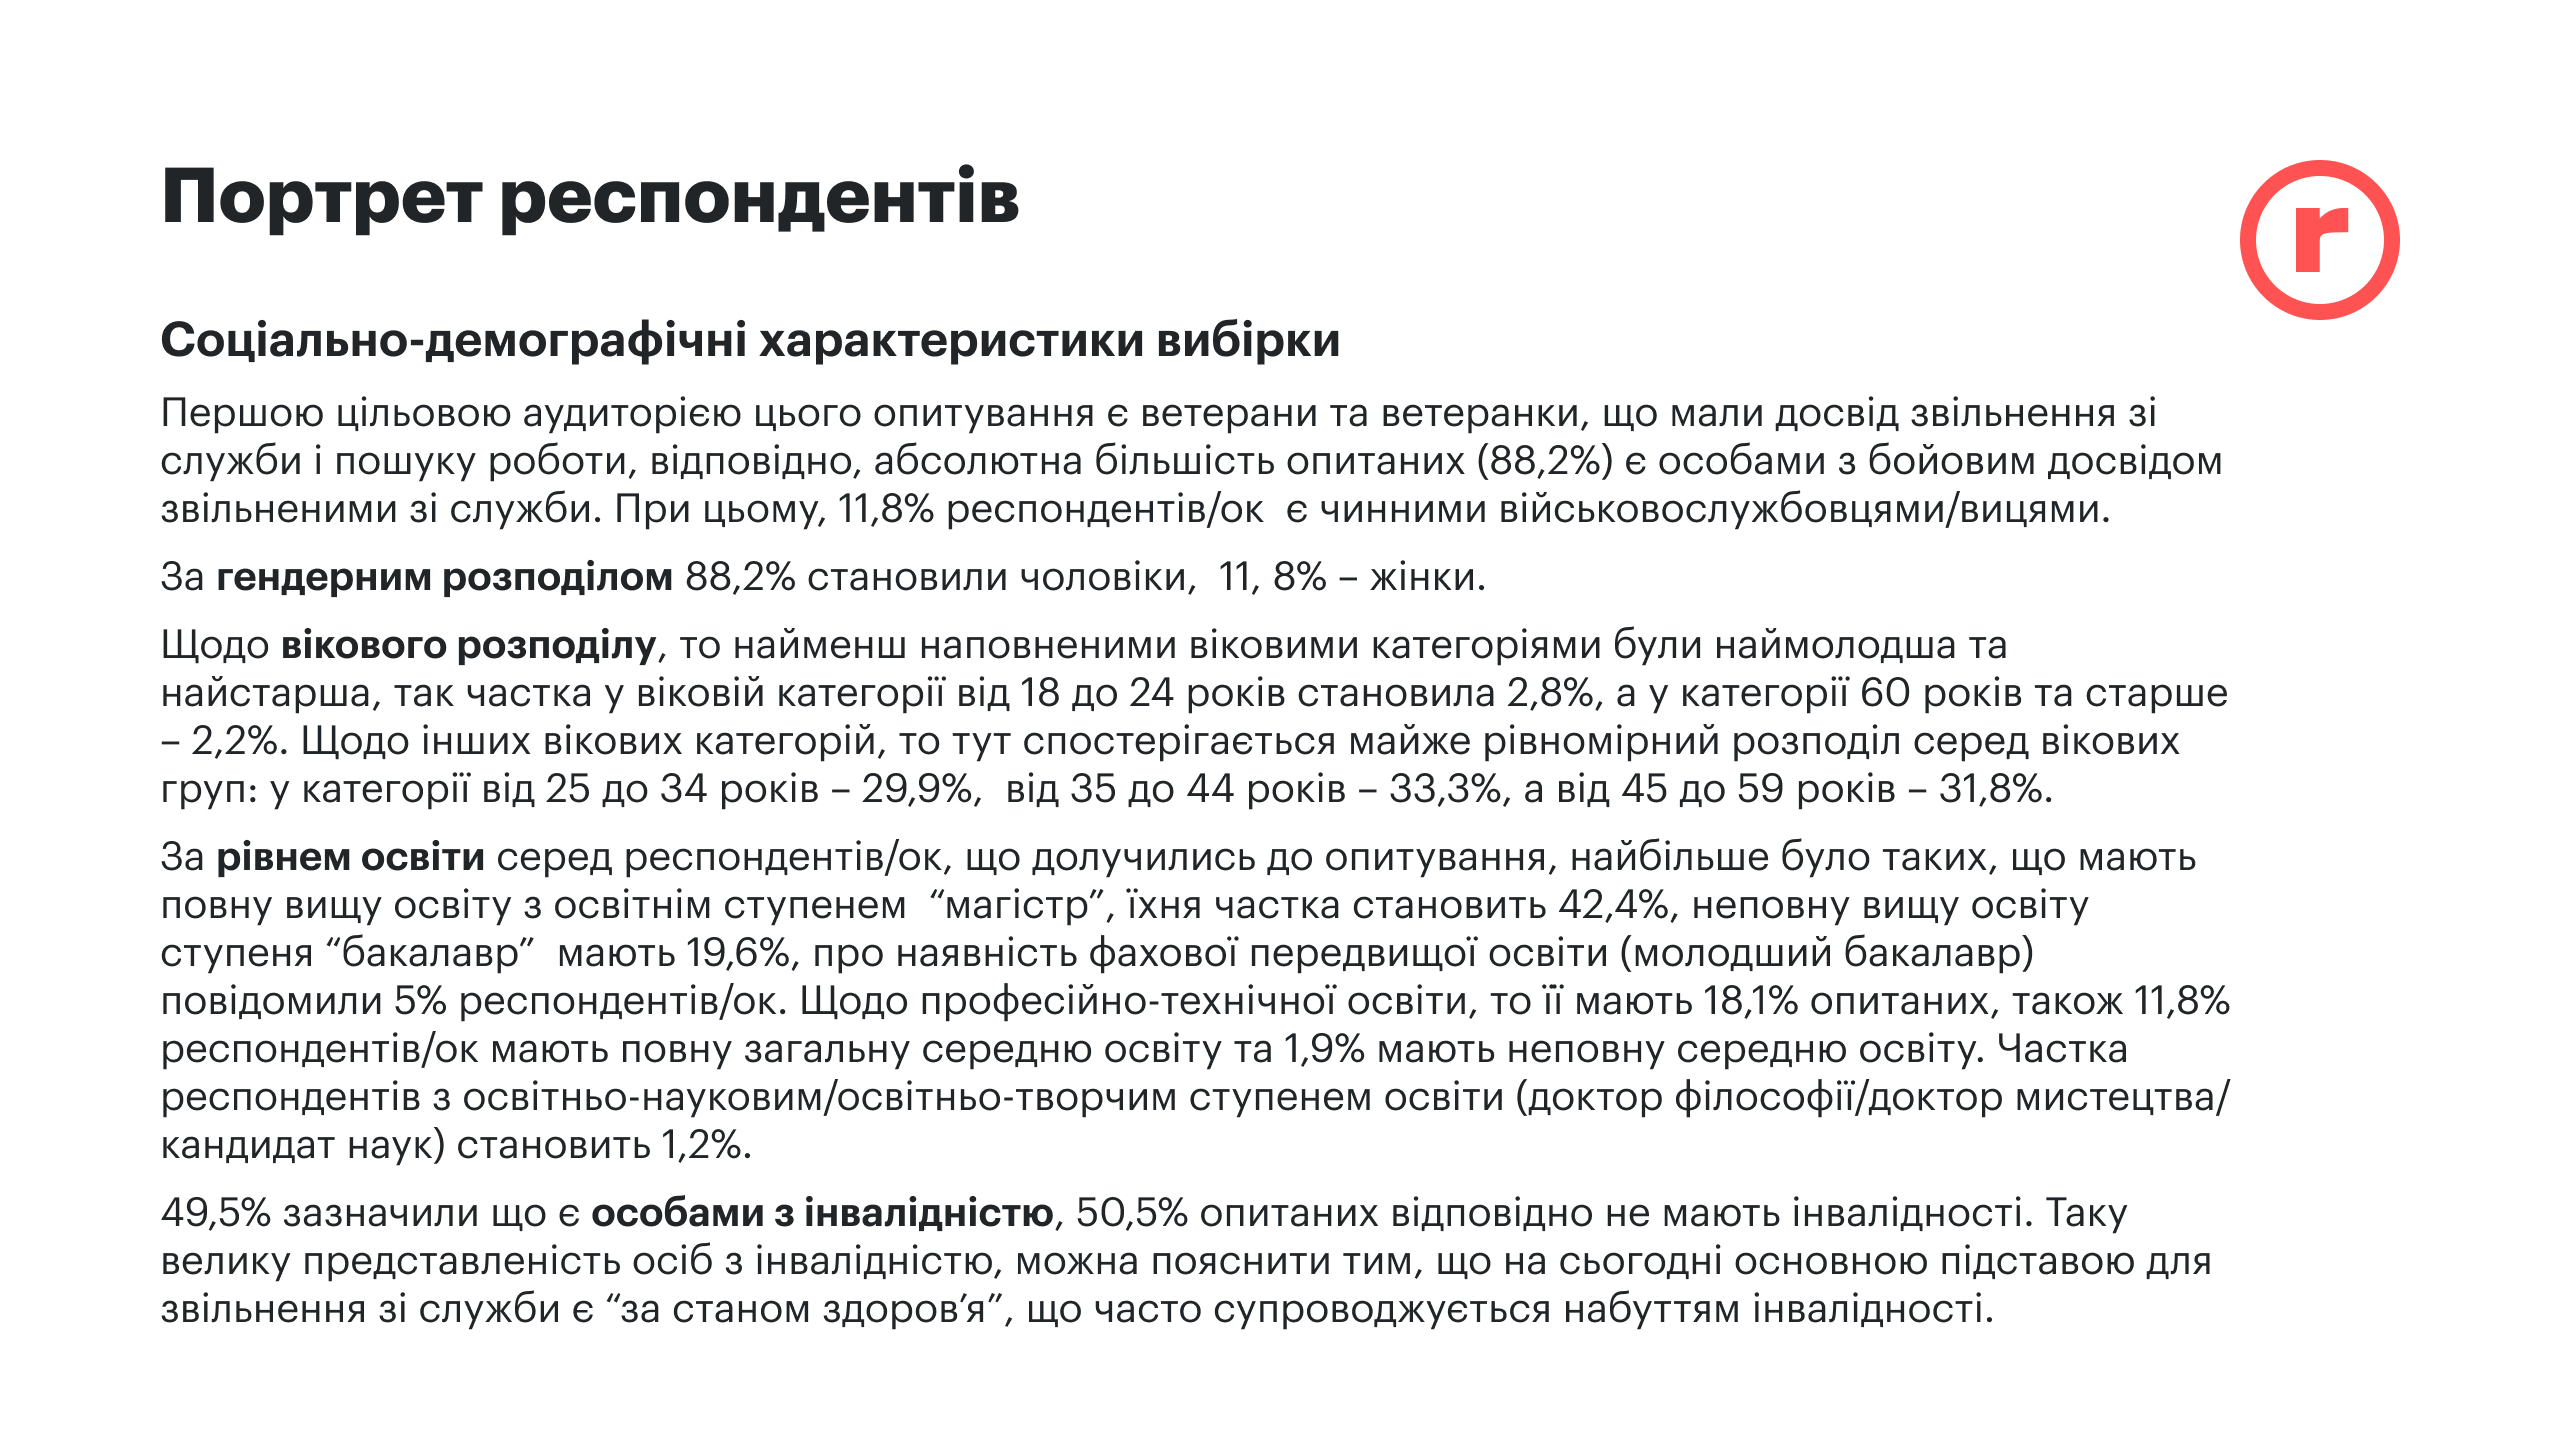 Портрет респондентів
r
Соціально-демографічні характеристики вибірки
Першою цільовою аудиторією цього опитування є ветерани та ветеранки, що мали досвід звільнення зі
служби і пошуку роботи, відповідно, абсолютна більшість опитаних (88,2%) є особами з бойовим досвідом
звільненими зі служби. При цьому, 11,8% респондентів/ок  є чинними військовослужбовцями/вицями.
За гендерним розподілом 88,2% становили чоловіки,  11, 8% – жінки.
Щодо вікового розподілу, то найменш наповненими віковими категоріями були наймолодша та
найстарша, так частка у віковій категорії від 18 до 24 років становила 2,8%, а у категорії 60 років та старше
– 2,2%. Щодо інших вікових категорій, то тут спостерігається майже рівномірний розподіл серед вікових
груп: у категорії від 25 до 34 років – 29,9%,  від 35 до 44 років – 33,3%, а від 45 до 59 років – 31,8%.
За рівнем освіти серед респондентів/ок, що долучились до опитування, найбільше було таких, що мають
повну вищу освіту з освітнім ступенем  “магістр”, їхня частка становить 42,4%, неповну вищу освіту
ступеня “бакалавр”  мають 19,6%, про наявність фахової передвищої освіти (молодший бакалавр)
повідомили 5% респондентів/ок. Щодо професійно-технічної освіти, то її мають 18,1% опитаних, також 11,8%
респондентів/ок мають повну загальну середню освіту та 1,9% мають неповну середню освіту. Частка
респондентів з освітньо-науковим/освітньо-творчим ступенем освіти (доктор філософії/доктор мистецтва/
кандидат наук) становить 1,2%.
49,5% зазначили що є особами з інвалідністю, 50,5% опитаних відповідно не мають інвалідності. Таку
велику представленість осіб з інвалідністю, можна пояснити тим, що на сьогодні основною підставою для
звільнення зі служби є “за станом здоров’я”, що часто супроводжується набуттям інвалідності.